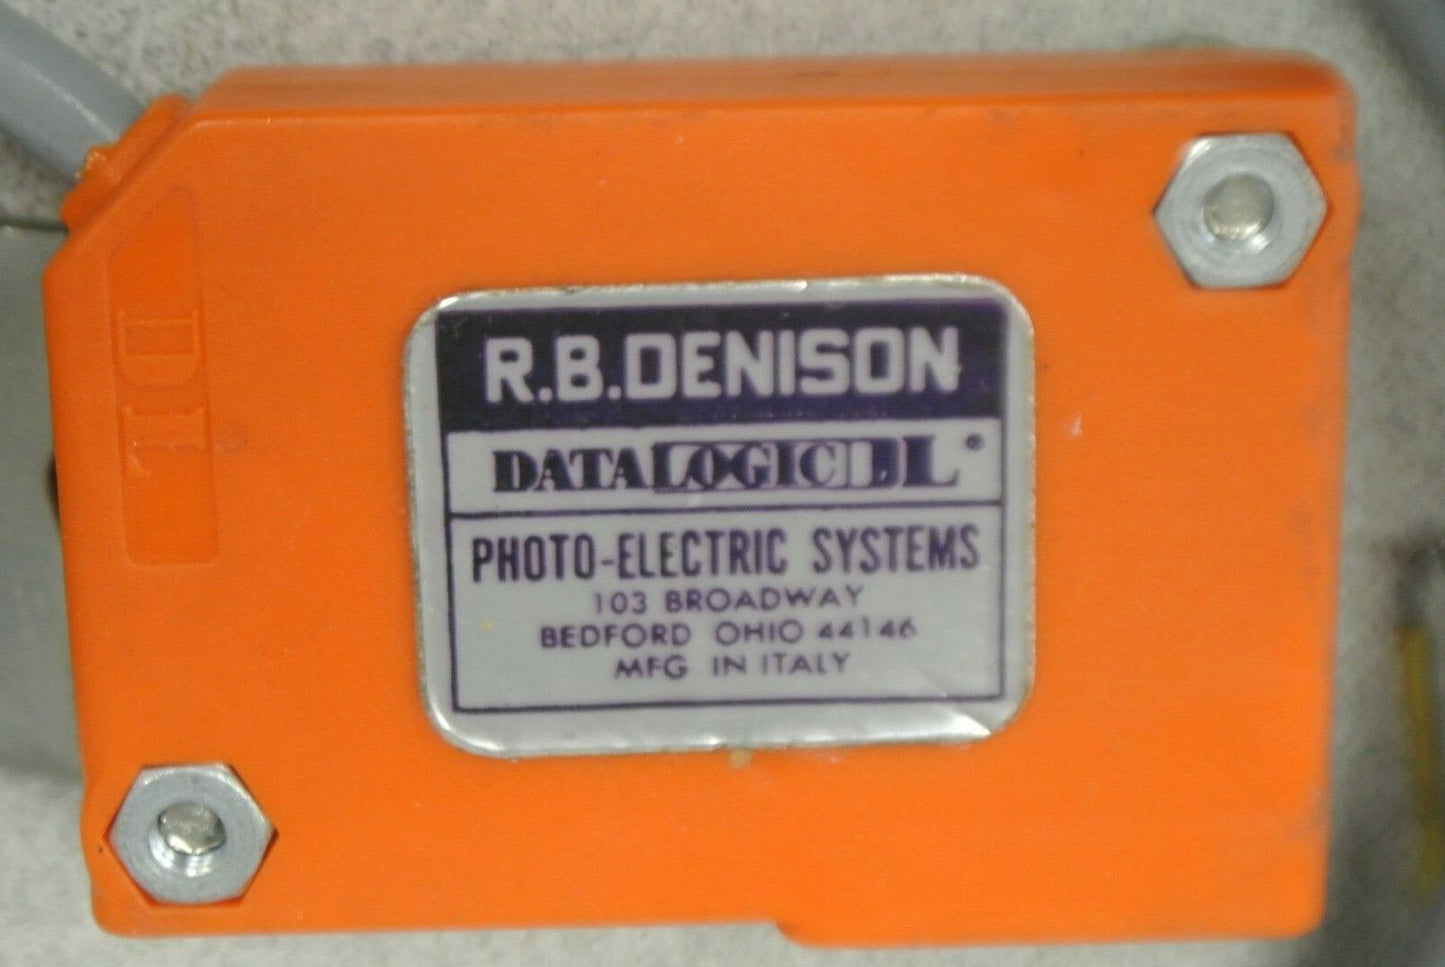 R.B.DENISON
DATALOGIC DL®
PHOTO-ELECTRIC SYSTEMS
103 BROADWAY
BEDFORD OHIO 44146
MFG IN ITALY